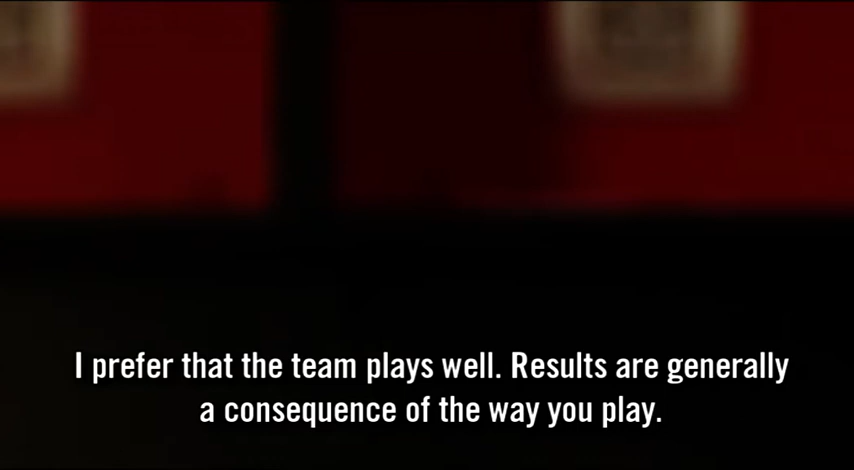 I prefer that the team plays well. Results are generally
a consequence of the way you play.